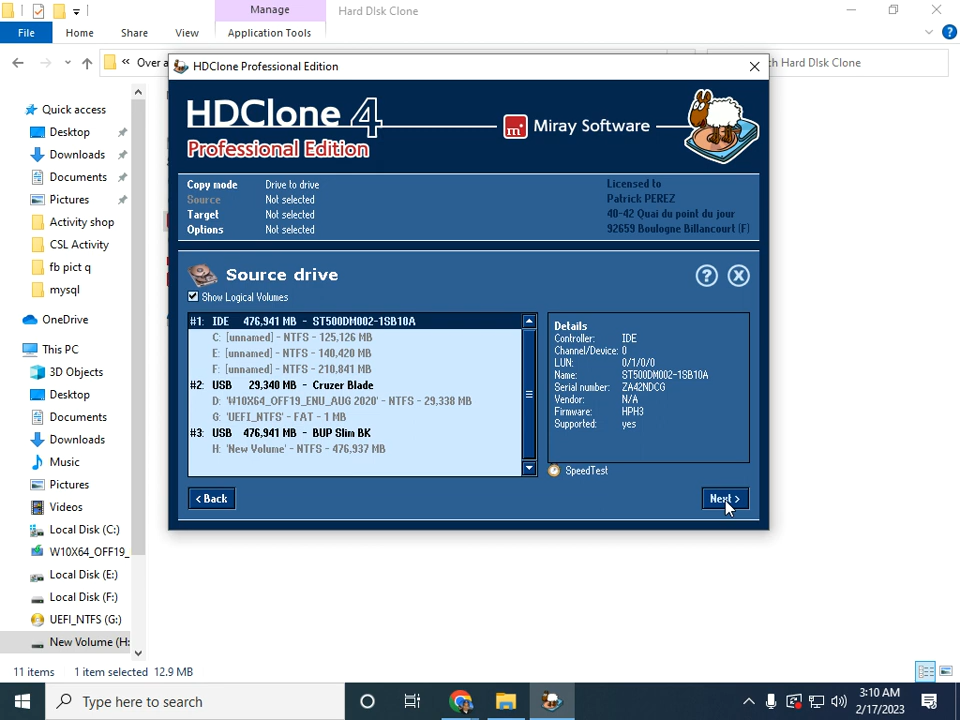 Manage
Hard DIsk Clone
File
Home
Share
View
Application Tools
« Over a
ch Hard DIsk Clone
Quick access
Desktop
Downloads
Documents
Pictures
Activity shop
CSL Activity
fb pict q
mysql
OneDrive
This PC
3D Objects
Desktop
Documents
Downloads
Music
Pictures
Videos
Local Disk (C:)
W10X64_OFF19_
Local Disk (E:)
Local Disk (F:)
UEFI_NTFS (G:)
New Volume (H:
HDClone Professional Edition
HDClone 4
Professional Edition
m* Miray Software
Copy mode Drive to drive
Source Not selected
Target Not selected
Options Not selected
Licensed to
Patrick PEREZ
40-42 Quai du point du jour
92659 Boulogne Billancourt (F)
Source drive
Show Logical Volumes
#1: IDE 476,941 MB - ST500DM002-1SB10A
C: [unnamed] - NTFS - 125,126 MB
E: [unnamed] - NTFS - 140,420 MB
F: [unnamed] - NTFS - 210,841 MB
#2: USB 29,340 MB - Cruzer Blade
D: 'W10X64_OFF19_ENU_AUG 2020' - NTFS - 29,338 MB
G: 'UEFI_NTFS' - FAT - 1 MB
#3: USB 476,941 MB - BUP Slim BK
H: 'New Volume' - NTFS - 476,937 MB
Details
Controller: IDE
Channel/Device: 0
LUN: 0/1/0/0
Name: ST500DM002-1SB10A
Serial number: ZA42NDCG
Vendor: N/A
Firmware: HPH3
Supported: yes
SpeedTest
< Back
Next >
11 items 1 item selected 12.9 MB
Type here to search
3:10 AM
2/17/2023